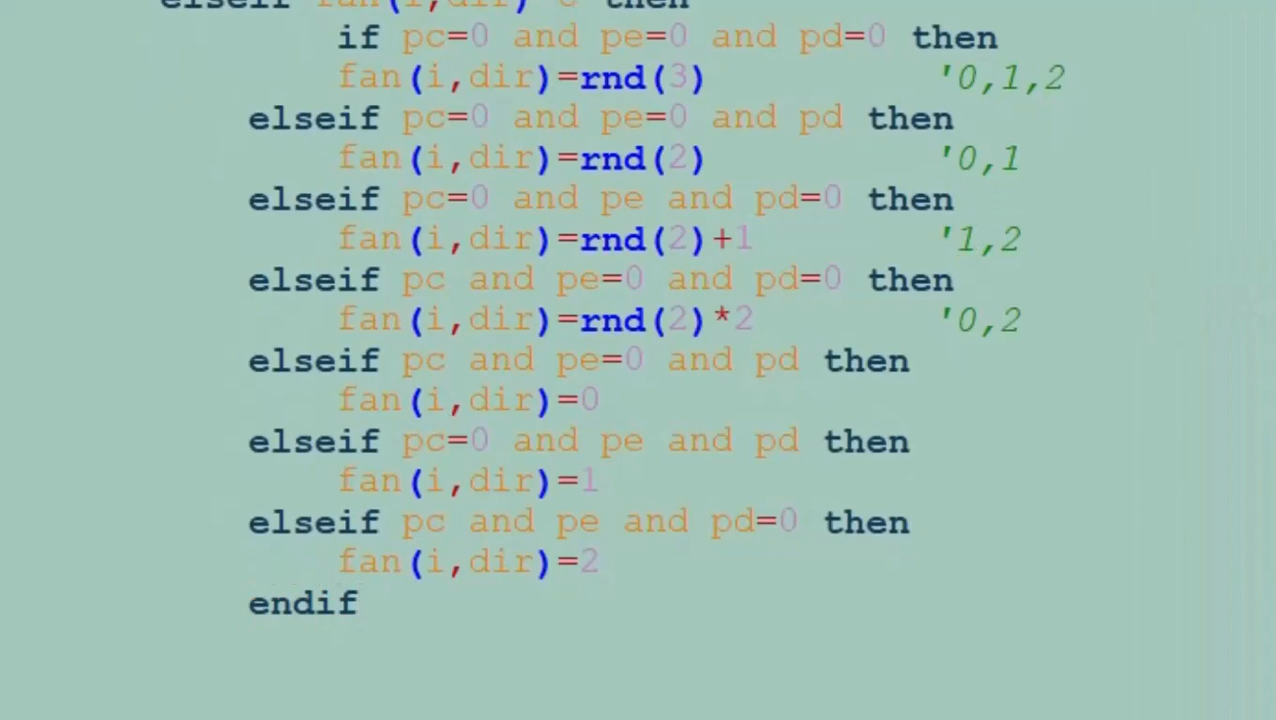 elseif fan(i,dir) then
if pc=0 and pe=0 and pd=0 then
fan(i,dir)=rnd(3) '0,1,2
elseif pc=0 and pe=0 and pd then
fan(i,dir)=rnd(2) '0,1
elseif pc=0 and pe and pd=0 then
fan(i,dir)=rnd(2)+1 '1,2
elseif pc and pe=0 and pd=0 then
fan(i,dir)=rnd(2)*2 '0,2
elseif pc and pe=0 and pd then
fan(i,dir)=0
elseif pc=0 and pe and pd then
fan(i,dir)=1
elseif pc and pe and pd=0 then
fan(i,dir)=2
endif